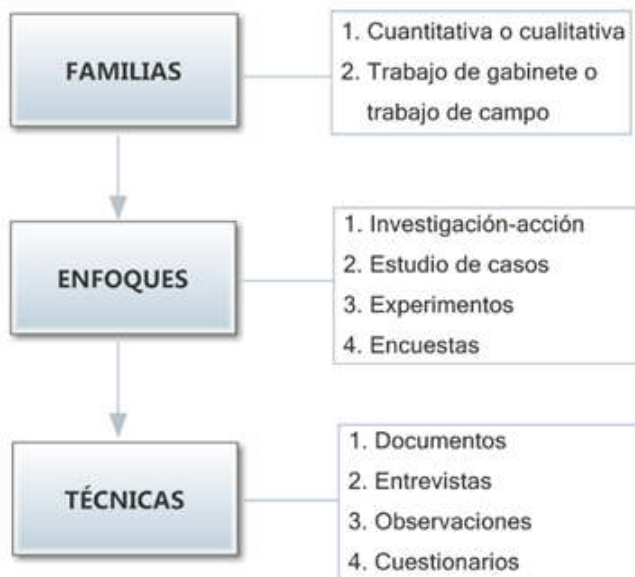 FAMILIAS
1. Cuantitativa o cualitativa
2. Trabajo de gabinete o
trabajo de campo
ENFOQUES
1. Investigación-acción
2. Estudio de casos
3. Experimentos
4. Encuestas
TÉCNICAS
1. Documentos
2. Entrevistas
3. Observaciones
4. Cuestionarios